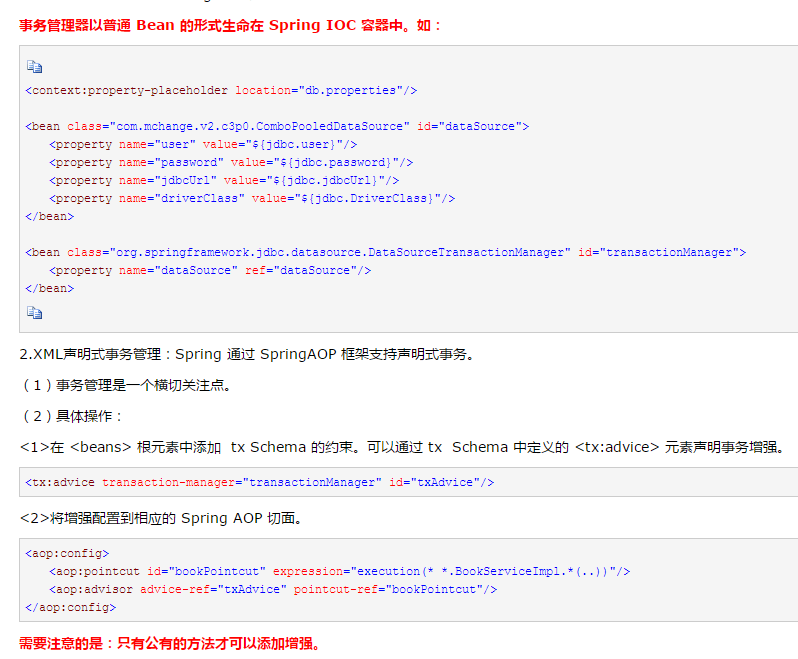 事务管理器以普通 Bean 的形式生命在 Spring IOC 容器中。如：
<context:property-placeholder location="db.properties"/>
<bean class="com.mchange.v2.c3p0.ComboPooledDataSource" id="dataSource">
<property name="user" value="${jdbc.user}"/>
<property name="password" value="${jdbc.password}"/>
<property name="jdbcUrl" value="${jdbc.jdbcUrl}"/>
<property name="driverClass" value="${jdbc.DriverClass}"/>
</bean>
<bean class="org.springframework.jdbc.datasource.DataSourceTransactionManager" id="transactionManager">
<property name="dataSource" ref="dataSource"/>
</bean>
2.XML声明式事务管理：Spring 通过 SpringAOP 框架支持声明式事务。
（1）事务管理是一个横切关注点。
（2）具体操作：
<1>在 <beans> 根元素中添加 tx Schema 的约束。可以通过 tx Schema 中定义的 <tx:advice> 元素声明事务增强。
<tx:advice transaction-manager="transactionManager" id="txAdvice"/>
<2>将增强配置到相应的 Spring AOP 切面。
<aop:config>
<aop:pointcut id="bookPointcut" expression="execution(* *.BookServiceImpl.*(..))"/>
<aop:advisor advice-ref="txAdvice" pointcut-ref="bookPointcut"/>
</aop:config>
需要注意的是：只有公有的方法才可以添加增强。